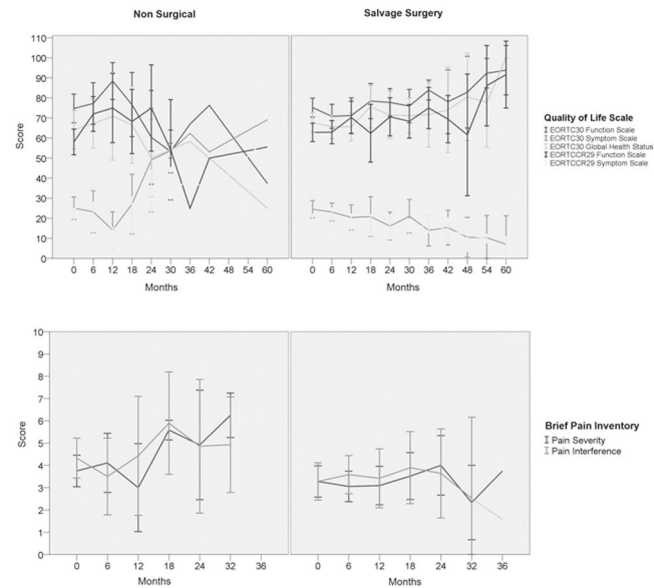 Non Surgical
Salvage Surgery
110
100
90
80
70
60
50
40
30
20
10
0
Score
0 6 12 18 24 30 36 42 48 54 60
0 6 12 18 24 30 36 42 48 54 60
Months
Months
Quality of Life Scale
EORTC30 Function Scale
EORTC30 Symptom Scale
EORTC30 Global Health Status
EORTCCR29 Function Scale
EORTCCR29 Symptom Scale
10
9
8
7
6
5
4
3
2
1
0
Score
0 6 12 18 24 32 36
0 6 12 18 24 32 36
Months
Months
Brief Pain Inventory
Pain Severity
Pain Interference